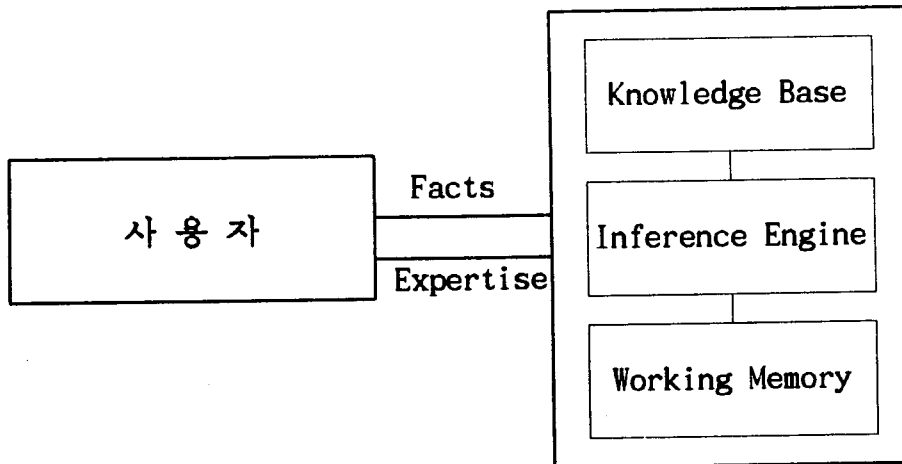 Knowledge Base
Facts
사 용 자
Inference Engine
Expertise
Working Memory